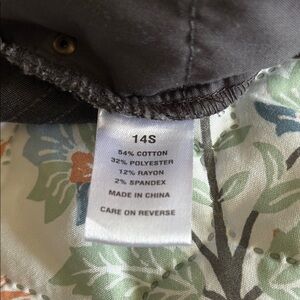 14S
54% COTTON
32% POLYESTER
12% RAYON
2% SPANDEX
MADE IN CHINA
CARE ON REVERSE